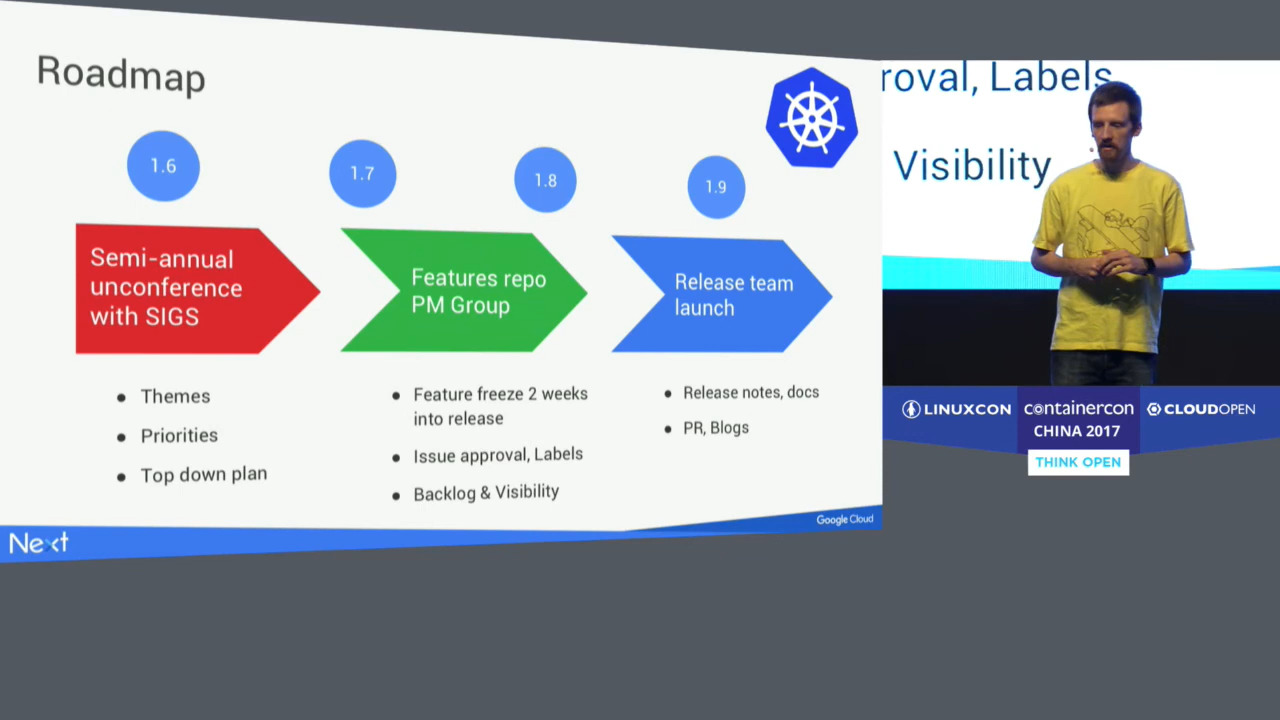 Roadmap
1.6
1.7
1.8
1.9
Semi-annual
unconference
with SIGS
Features repo
PM Group
Release team
launch
● Themes
● Priorities
● Top down plan
● Feature freeze 2 weeks
into release
● Issue approval, Labels
● Backlog & Visibility
● Release notes, docs
● PR, Blogs
Next
Google Cloud
roval, Labels
Visibility
LINUXCON
containercon
CLOUDOPEN
CHINA 2017
THINK OPEN